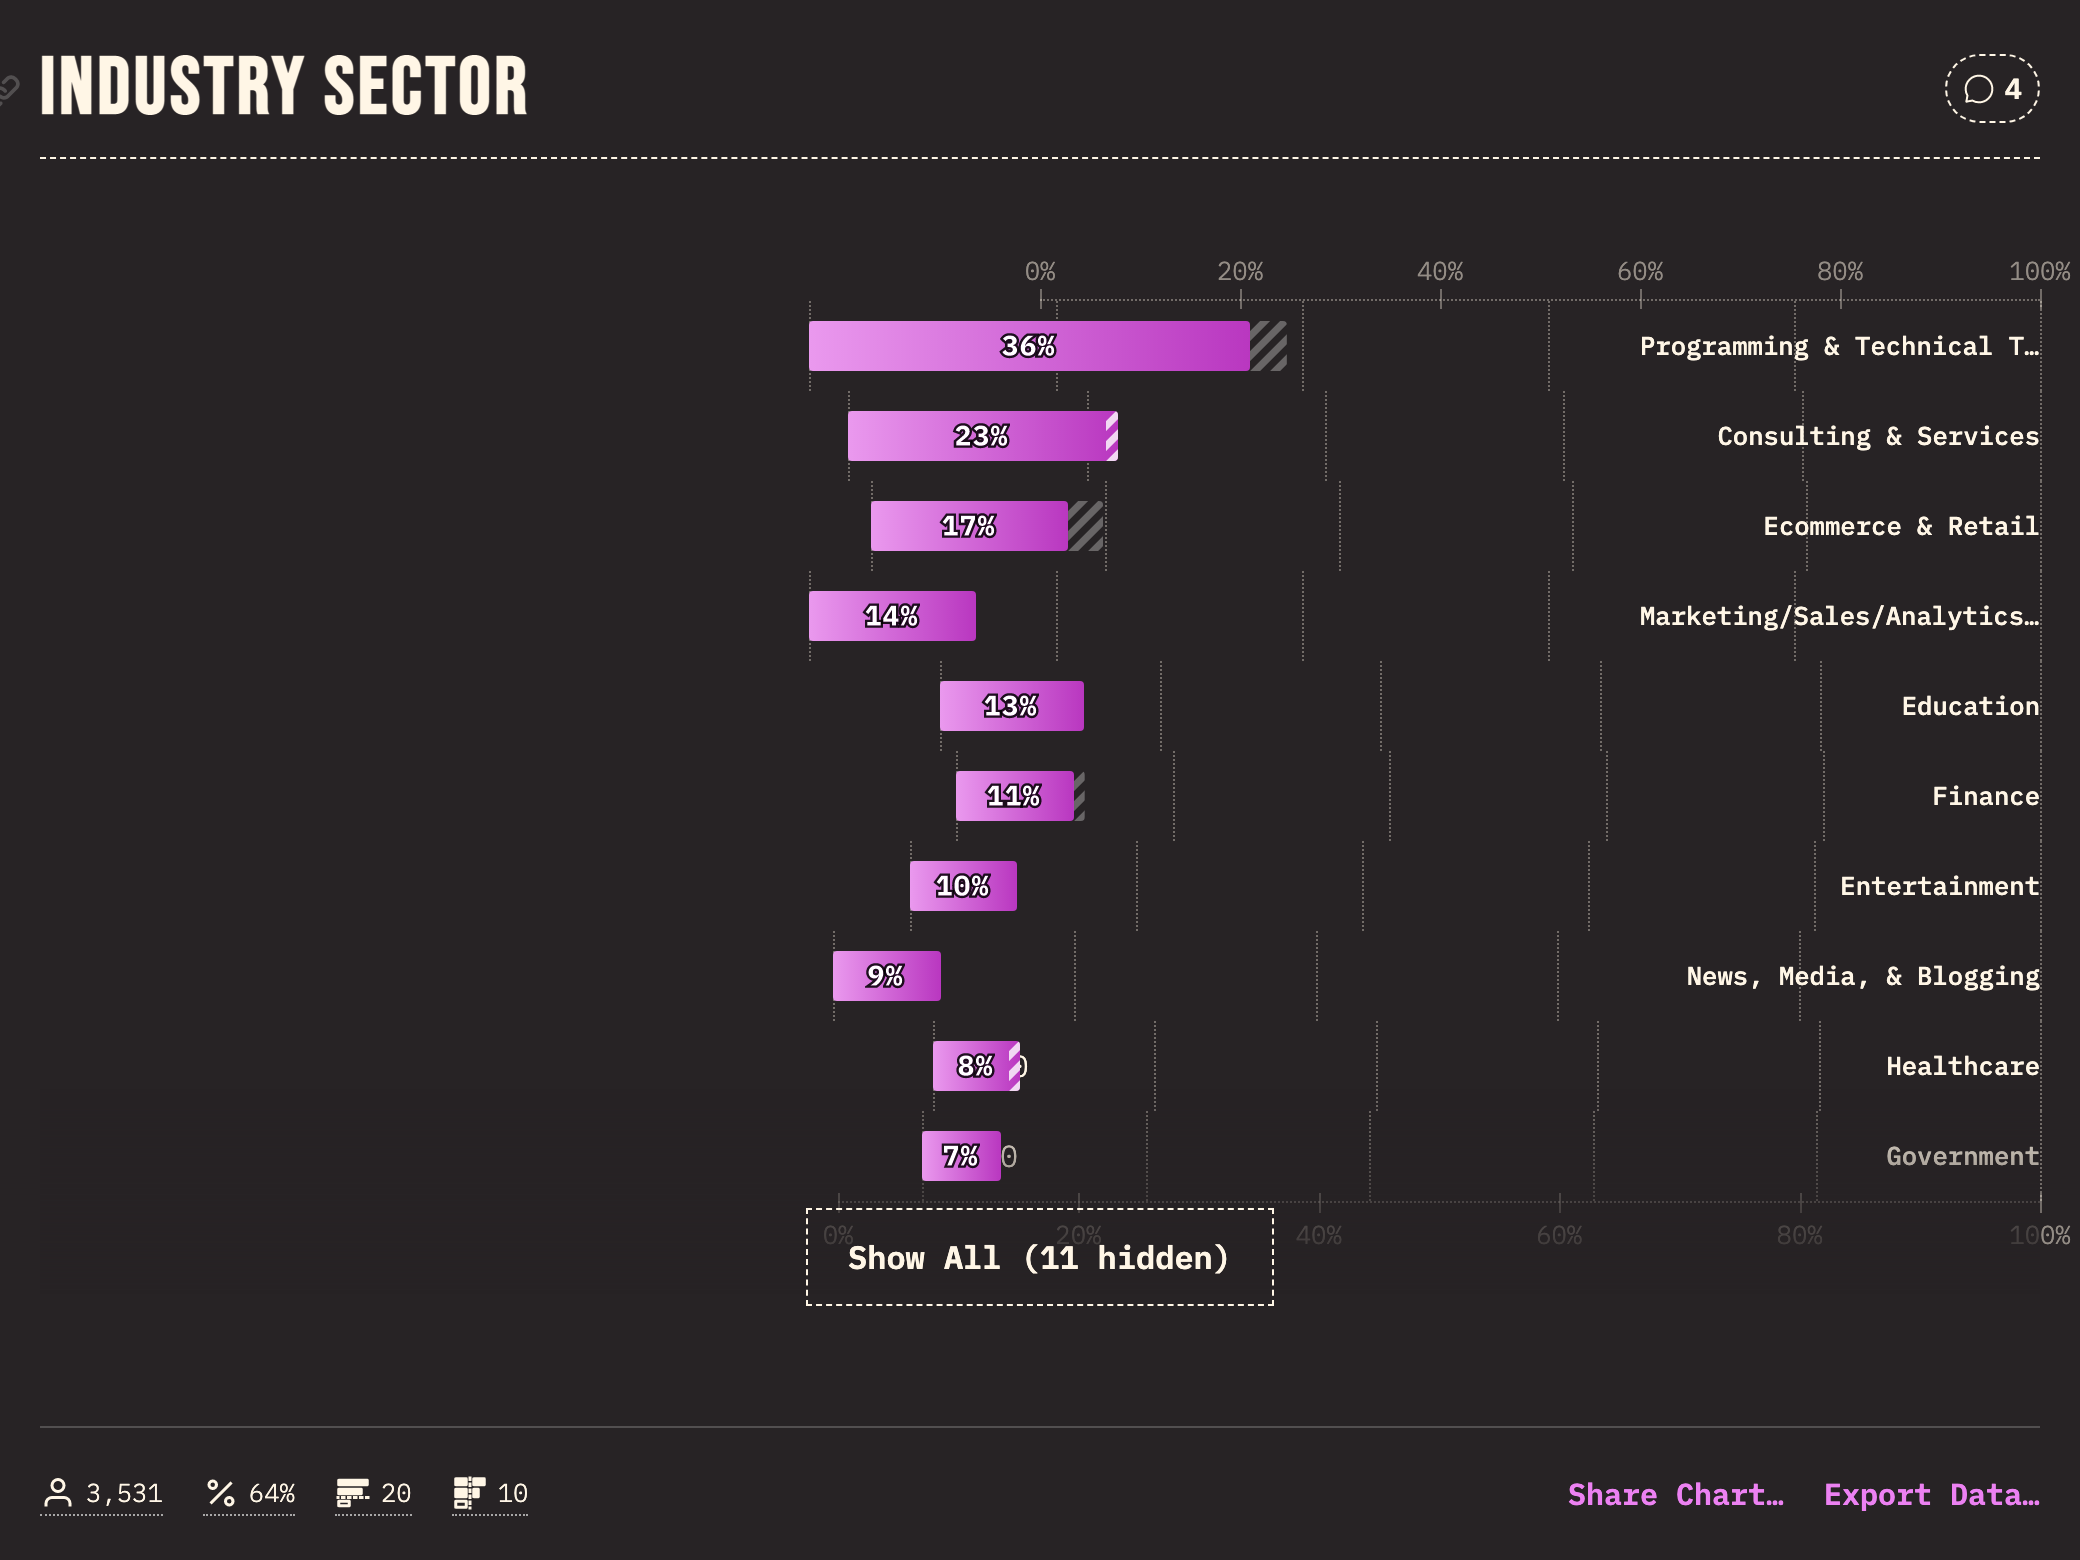 INDUSTRY SECTOR
4
0% 20% 40% 60% 80% 100%
36% Programming & Technical T…
23% Consulting & Services
17% Ecommerce & Retail
14% Marketing/Sales/Analytics…
13% Education
11% Finance
10% Entertainment
9% News, Media, & Blogging
8% Healthcare
7% 0 Government
0% 20% 40% 60% 80% 100%
Show All (11 hidden)
3,531 64% 20 10
Share Chart… Export Data…